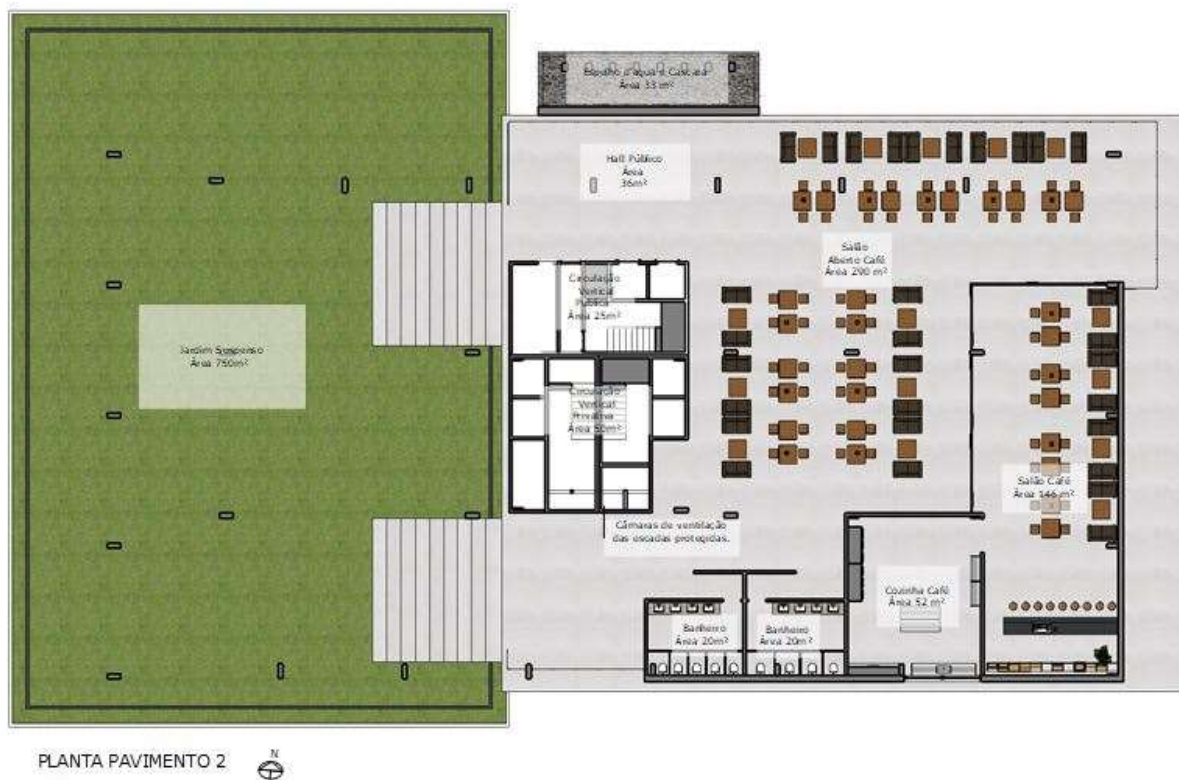 Espelho d'água e Cascata
Área 33 m²
Hall Público
Área
36m²
Salão
Aberto Café
Área 290 m²
Circulação
Vertical
Pública
Área 25m²
Jardim Suspenso
Área 750m²
Circulação
Vertical
Privativa
Área 50m²
Salão Café
Área 146 m²
Câmaras de ventilação
das escadas protegidas.
Cozinha Café
Área 52 m²
Banheiro
Área 20m²
Banheiro
Área 20m²
PLANTA PAVIMENTO 2
N